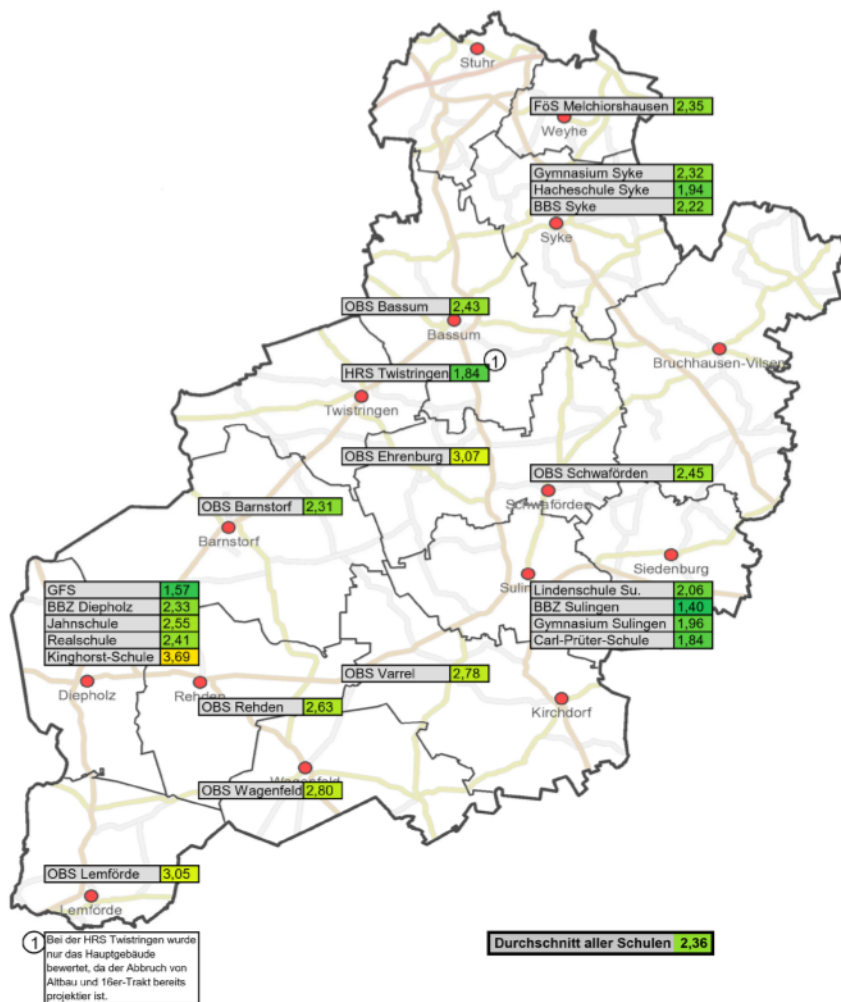 Stuhr
FöS Melchiorshausen 2,35
Weyhe
Gymnasium Syke 2,32
Hacheschule Syke 1,94
BBS Syke 2,22
Syke
OBS Bassum 2,43
Bassum
Bruchhausen-Vilsen
HRS Twistringen 1,84 1
Twistringen
OBS Ehrenburg 3,07
OBS Schwaförden 2,45
Schwaförden
OBS Barnstorf 2,31
Barnstorf
Siedenburg
GFS 1,57
BBZ Diepholz 2,33
Jahnschule 2,55
Realschule 2,41
Kinghorst-Schule 3,69
Diepholz
Lindenschule Su. 2,06
BBZ Sulingen 1,40
Gymnasium Sulingen 1,96
Carl-Prüter-Schule 1,84
OBS Varrel 2,78
Rehden
OBS Rehden 2,63
Kirchdorf
Wagenfeld
OBS Wagenfeld 2,80
OBS Lemförde 3,05
Lemförde
1 Bei der HRS Twistringen wurde
nur das Hauptgebäude
bewertet, da der Abbruch von
Altbau und 16er-Trakt bereits
projektier ist.
Durchschnitt aller Schulen 2,36